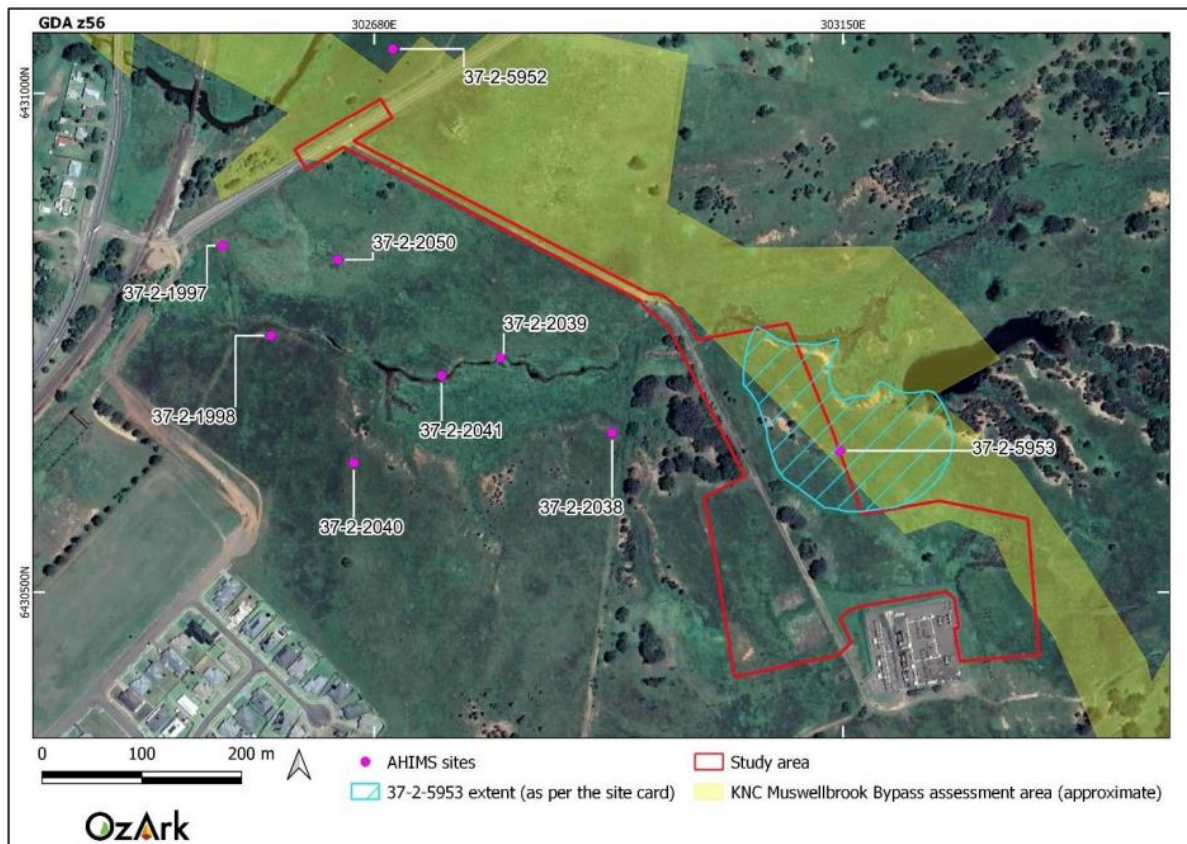 GDA z56
302680E
303150E
6431000N
6430500N
37-2-5952
37-2-2050
37-2-1997
37-2-2039
37-2-1998
37-2-2041
37-2-5953
37-2-2038
37-2-2040
0 100 200 m
AHIMS sites
Study area
37-2-5953 extent (as per the site card)
KNC Muswellbrook Bypass assessment area (approximate)
OzArk